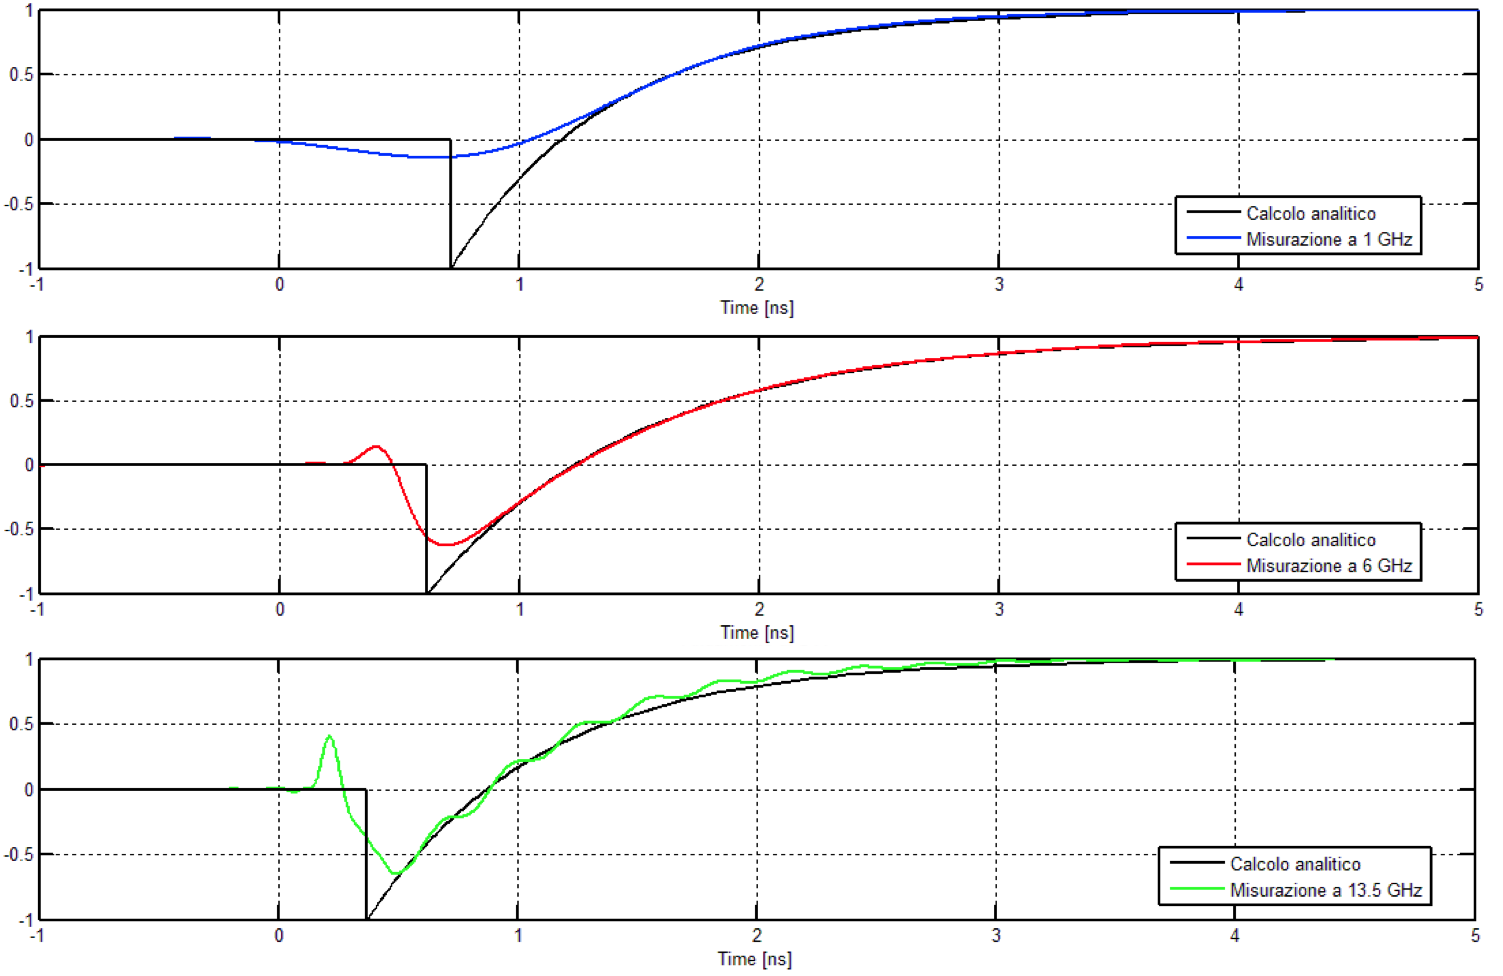 1
0.5
0
-0.5
-1
-1 0 1 2 3 4 5
Time [ns]
Calcolo analitico
Misurazione a 1 GHz
1
0.5
0
-0.5
-1
-1 0 1 2 3 4 5
Time [ns]
Calcolo analitico
Misurazione a 6 GHz
1
0.5
0
-0.5
-1
-1 0 1 2 3 4 5
Time [ns]
Calcolo analitico
Misurazione a 13.5 GHz